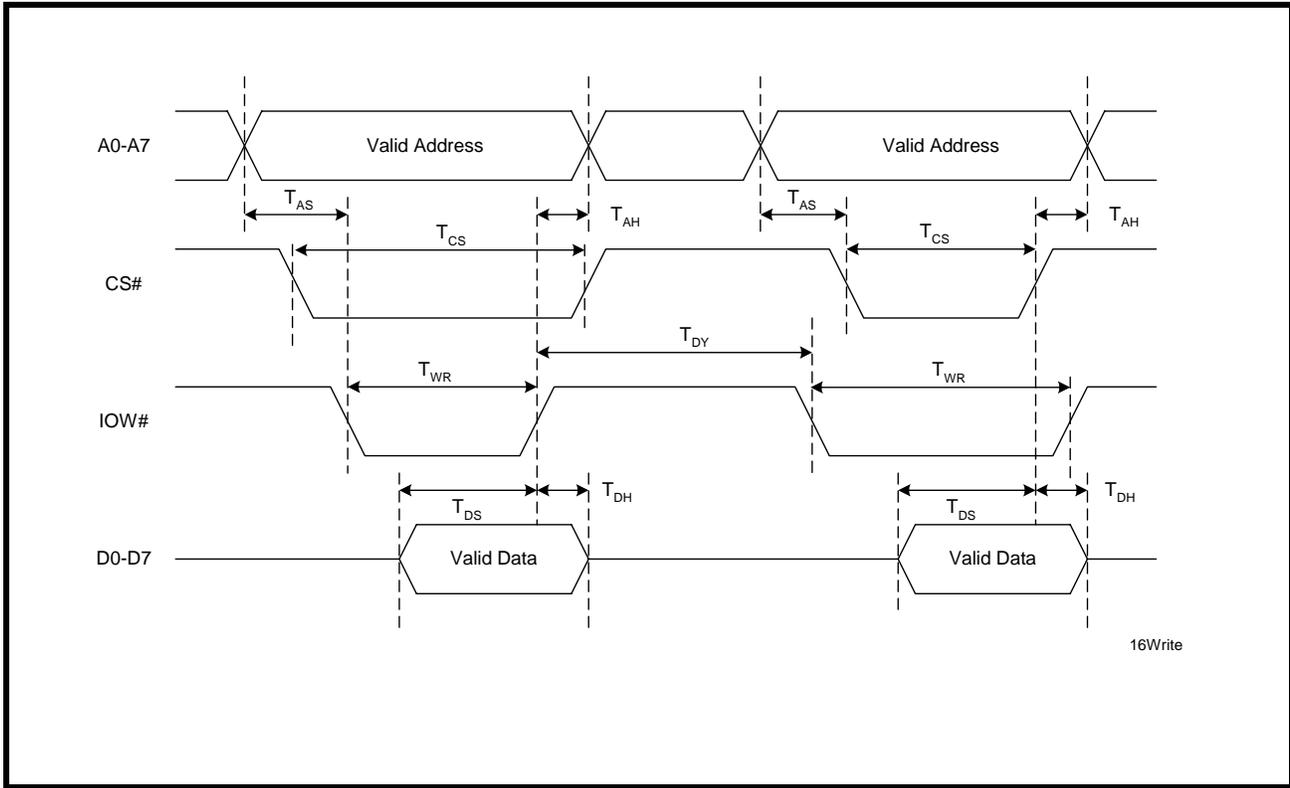 A0-A7
Valid Address
Valid Address
TAS
TAH
TAS
TAH
TCS
TCS
CS#
TDY
TWR
TWR
IOW#
TDS
TDH
TDS
TDH
D0-D7
Valid Data
Valid Data
16Write